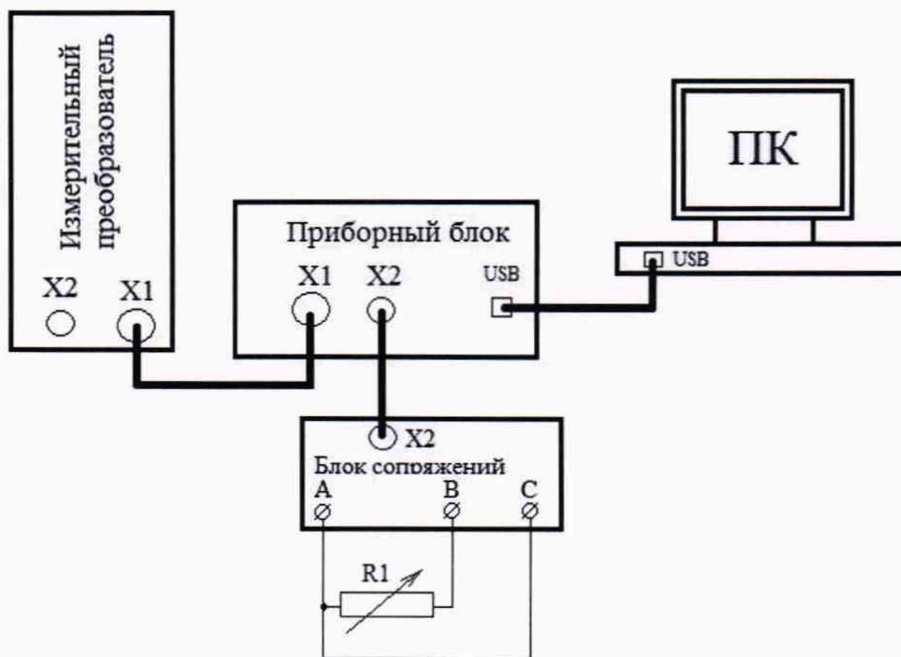 Измерительный
преобразователь
X2
X1
Приборный блок
X1
X2
USB
ПК
USB
X2
Блок сопряжений
A
B
C
R1